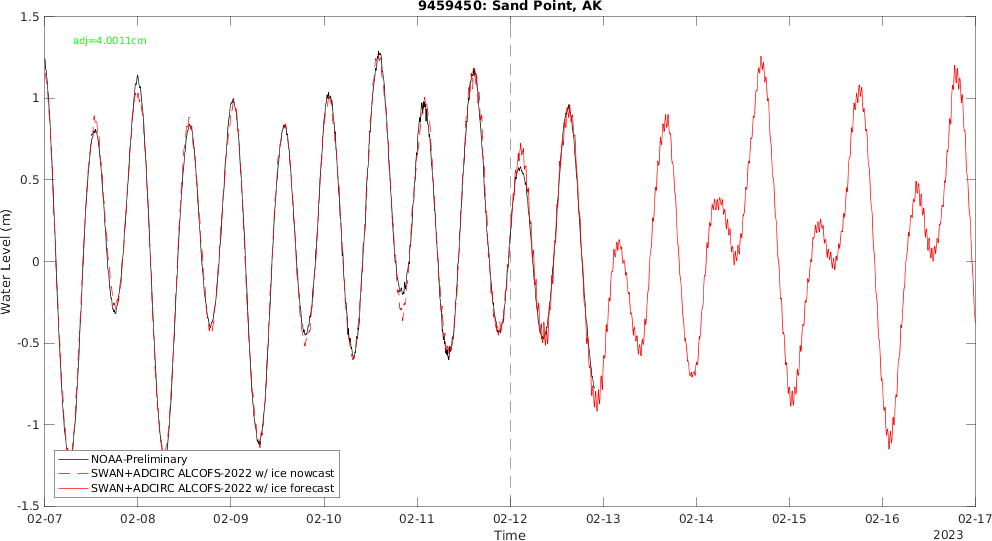 9459450: Sand Point, AK
adj=4.0011cm
Water Level (m)
1.5
1
0.5
0
-0.5
-1
-1.5
NOAA-Preliminary
SWAN+ADCIRC ALCOFS-2022 w/ ice nowcast
SWAN+ADCIRC ALCOFS-2022 w/ ice forecast
02-07 02-08 02-09 02-10 02-11 02-12 02-13 02-14 02-15 02-16 02-17
Time
2023